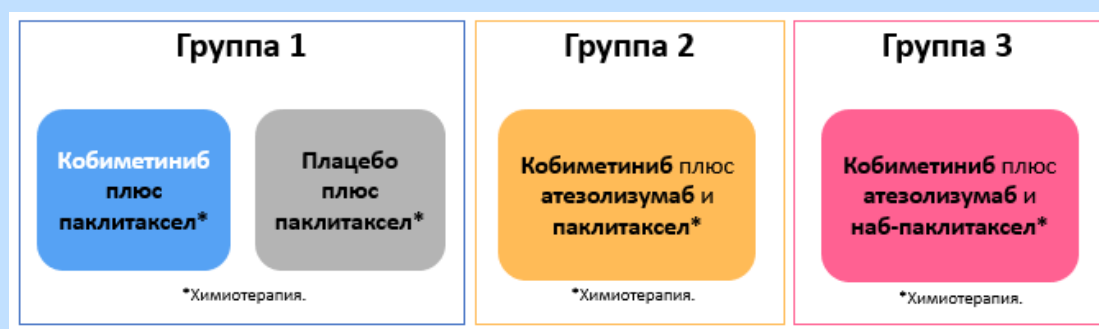 Группа 1
Кобиметиниб
плюс
паклитаксел*
Плацебо
плюс
паклитаксел*
*Химиотерапия.
Группа 2
Кобиметиниб плюс
атезолизумаб и
паклитаксел*
*Химиотерапия.
Группа 3
Кобиметиниб плюс
атезолизумаб и
наб-паклитаксел*
*Химиотерапия.